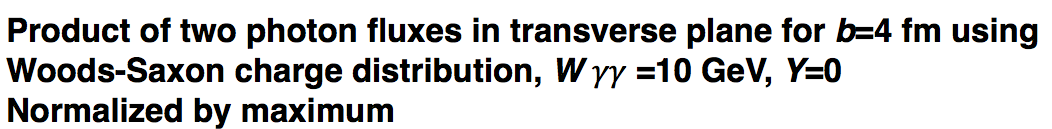 Product of two photon fluxes in transverse plane for b=4 fm using
Woods-Saxon charge distribution, W γγ =10 GeV, Y=0
Normalized by maximum